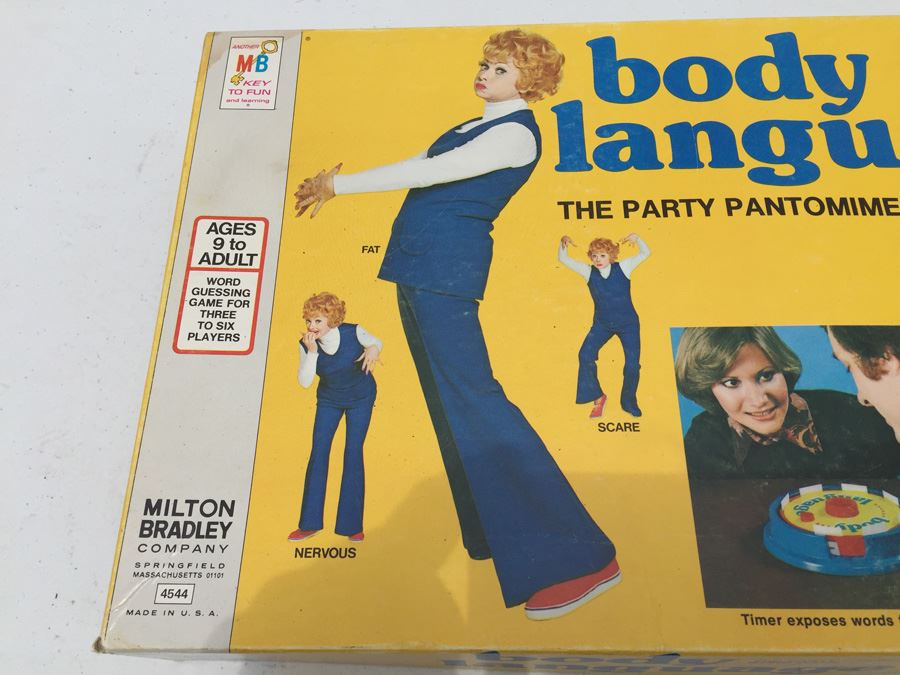 ANOTHER
MB
KEY
TO FUN
and learning
AGES
9 to
ADULT
WORD
GUESSING
GAME FOR
THREE
TO SIX
PLAYERS
MILTON
BRADLEY
COMPANY
SPRINGFIELD
MASSACHUSETTS 01101
4544
MADE IN U. S. A.
body
langu
THE PARTY PANTOMIME
FAT
NERVOUS
SCARE
Timer exposes words